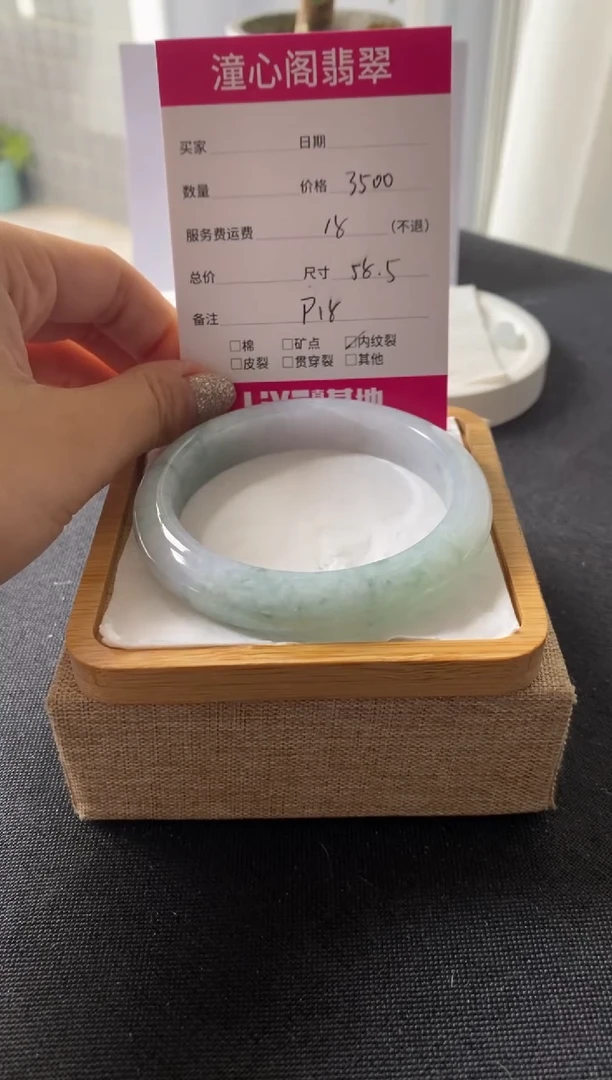 潼心阁翡翠
买家 日期
数量 价格 3500
服务费运费 18 (不退)
总价 尺寸 58.5
备注 P18
□棉 □矿点 ☑内纹裂
□皮裂 □贯穿裂 □其他
基地